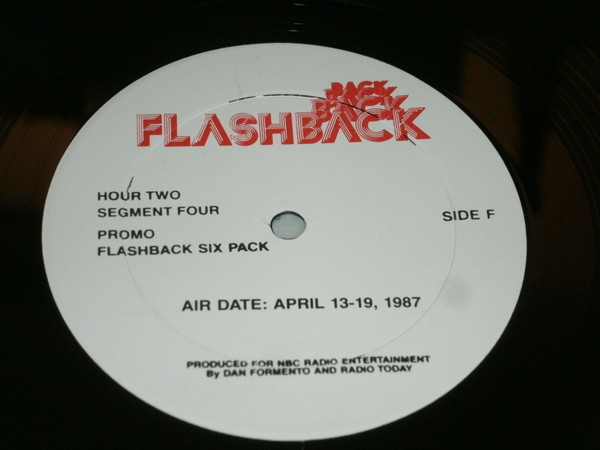 BACK
BACK
FLASHBACK
HOUR TWO
SEGMENT FOUR
SIDE F
PROMO
FLASHBACK SIX PACK
AIR DATE: APRIL 13-19, 1987
PRODUCED FOR NBC RADIO ENTERTAINMENT
By DAN FORMENTO AND RADIO TODAY